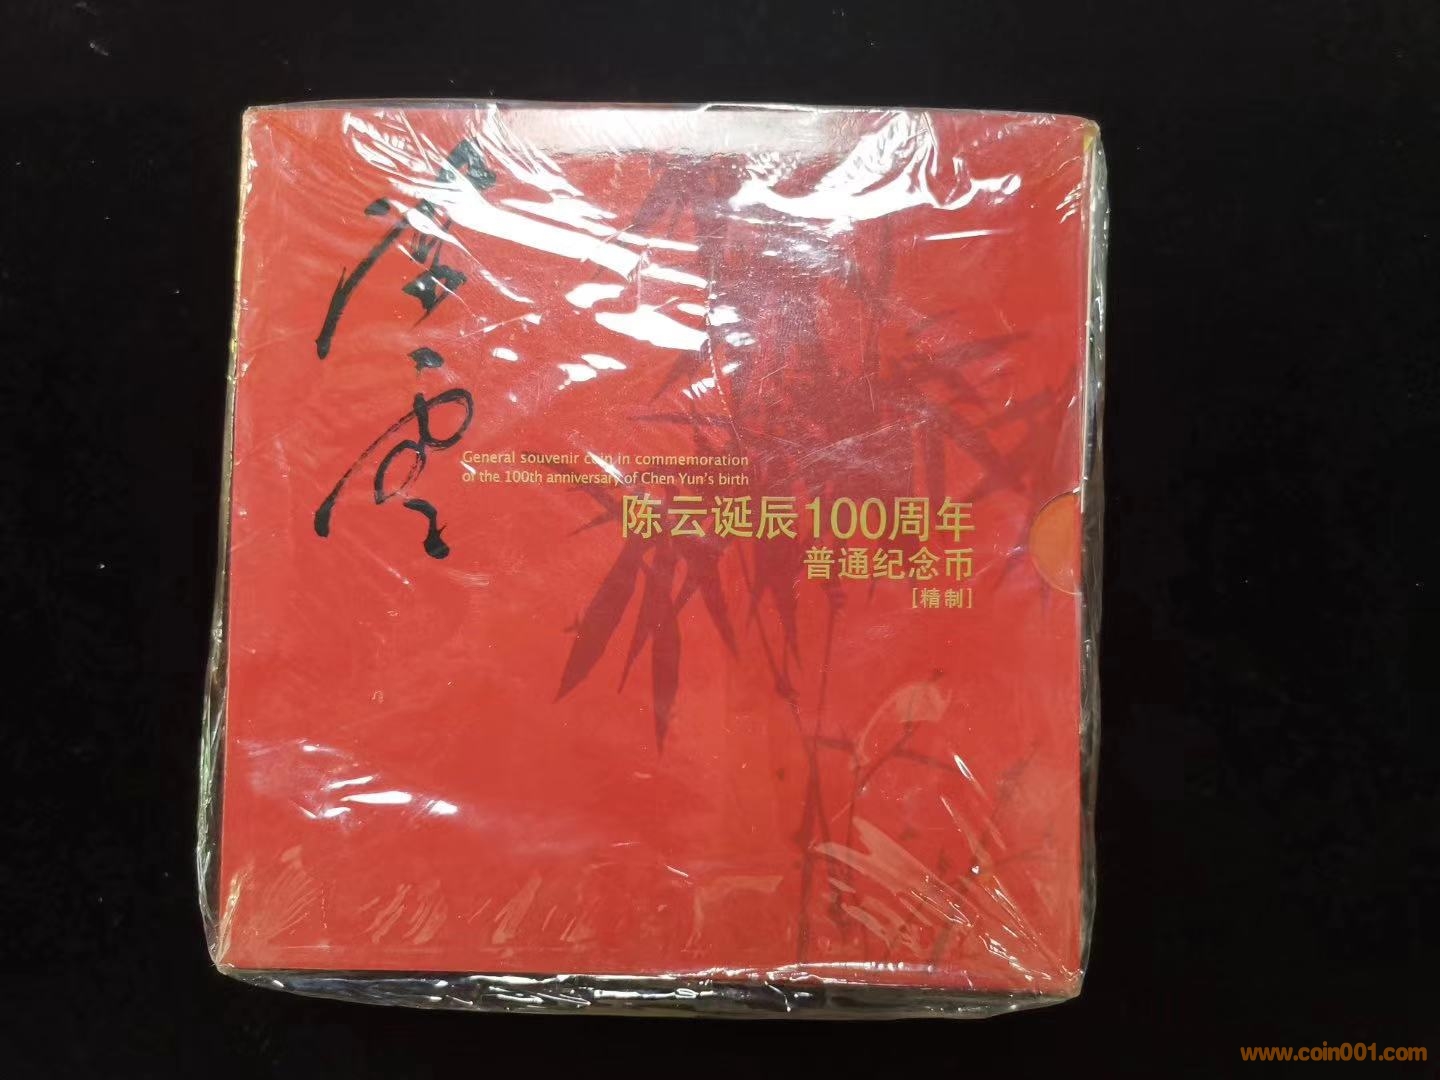 陈云
General souvenir coin in commemoration
of the 100th anniversary of Chen Yun's birth
陈云诞辰100周年
普通纪念币
[精制]
www.coin001.com